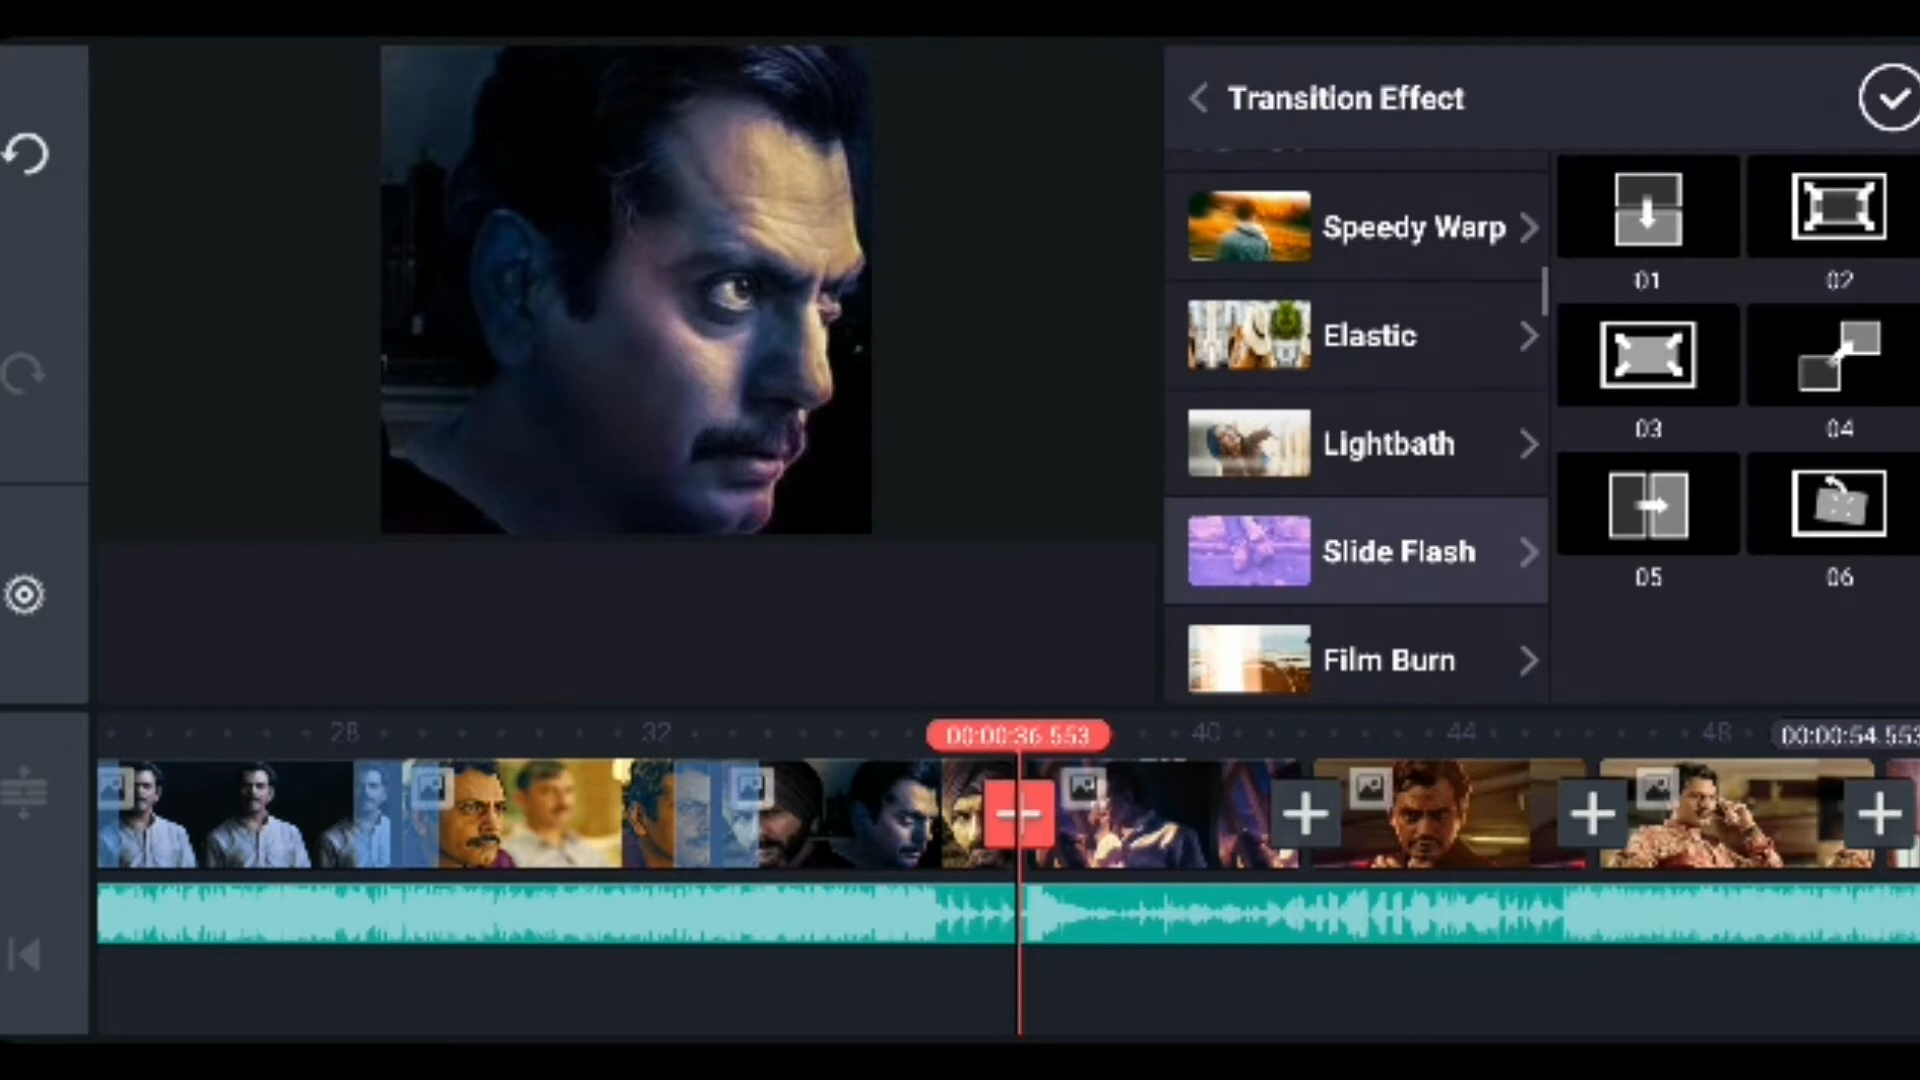 Transition Effect
Speedy Warp
Elastic
Lightbath
Slide Flash
Film Burn
01
02
03
04
05
06
28
32
00:00:36.553
40
44
48
00:00:54.553